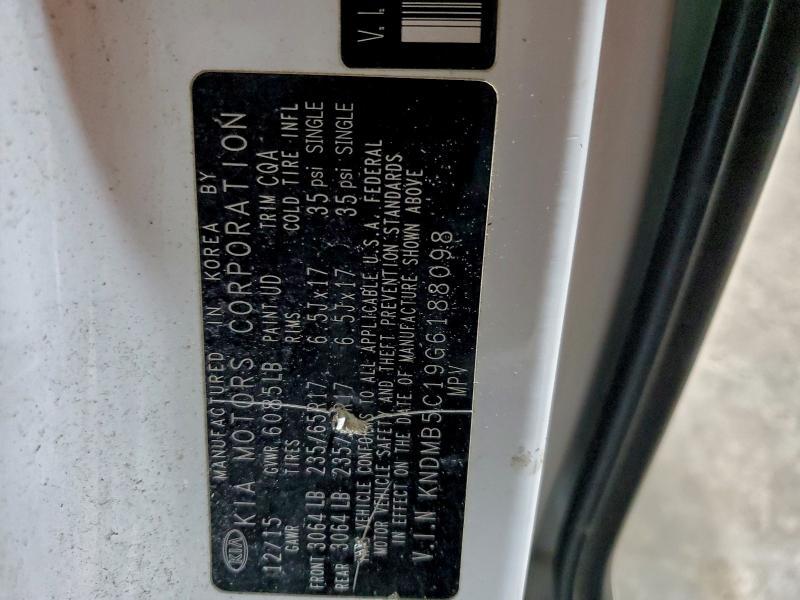 V.I.
MANUFACTURED IN KOREA BY
KIA KIA MOTORS CORPORATION
12/15 GVWR 6085LB PAINT UD TRIM CQA
GAWR TIRES RIMS COLD TIRE INFL
FRONT 3064LB 235/65R17 6.5Jx17 35psi SINGLE
REAR 3064LB 235/ 17 6.5Jx17 35psi SINGLE
VEHICLE CONFORMS TO ALL APPLICABLE U.S.A. FEDERAL
MOTOR VEHICLE SAFETY AND THEFT PREVENTION STANDARDS
IN EFFECT ON THE DATE OF MANUFACTURE SHOWN ABOVE
V.I.N KNDMB5C19G6188098
MPV